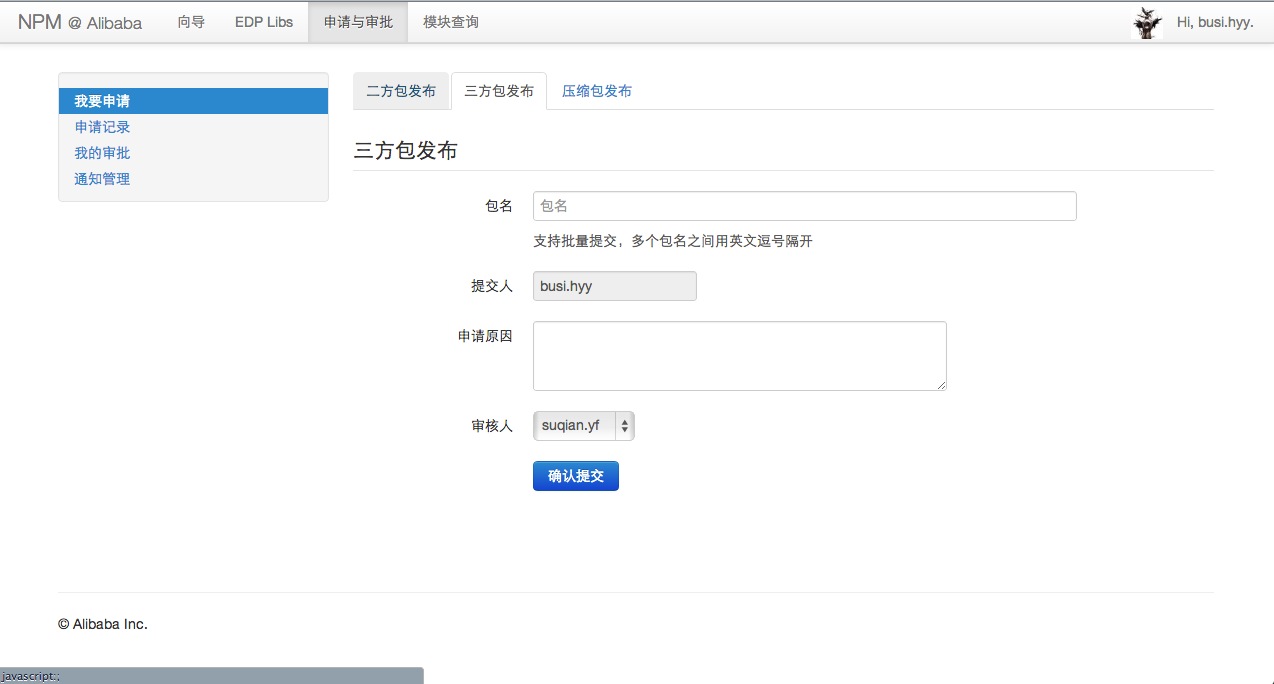 NPM @ Alibaba 向导 EDP Libs 申请与审批 模块查询 Hi, busi.hyy.
我要申请
申请记录
我的审批
通知管理
二方包发布 三方包发布 压缩包发布
三方包发布
包名 包名
支持批量提交，多个包名之间用英文逗号隔开
提交人 busi.hyy
申请原因
审核人 suqian.yf
确认提交
© Alibaba Inc.
javascript:;